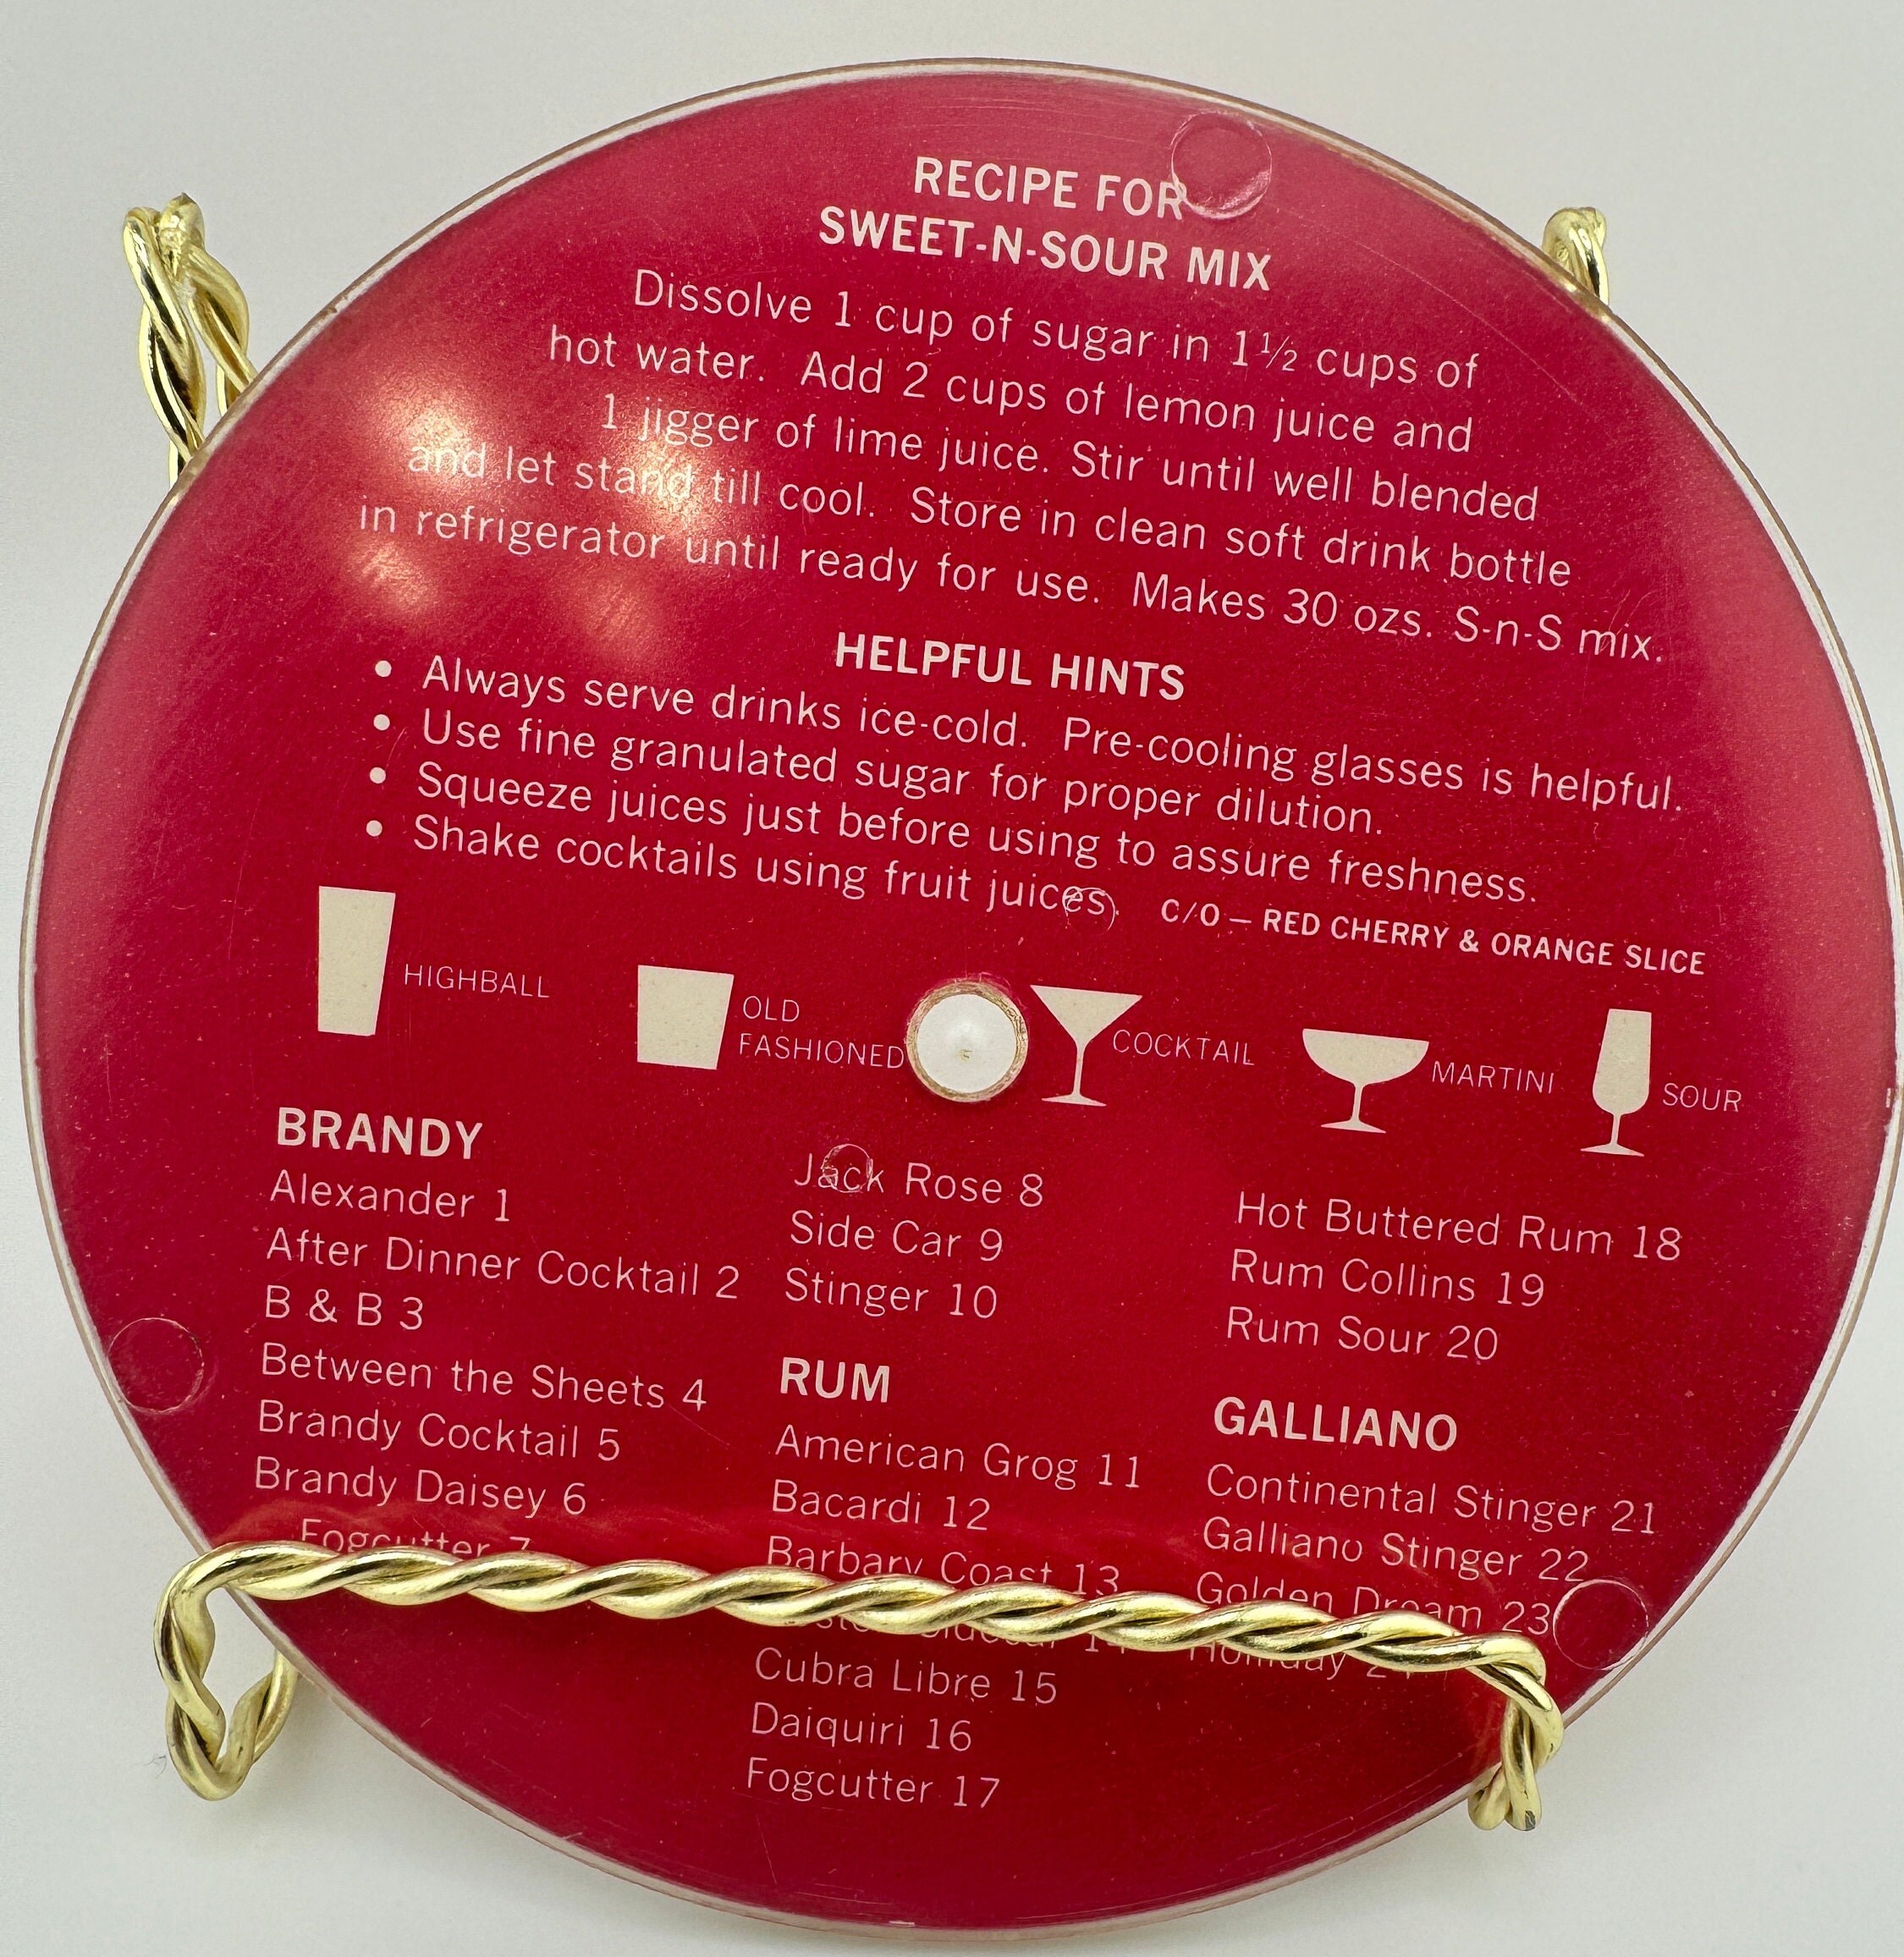 RECIPE FOR
SWEET-N-SOUR MIX
Dissolve 1 cup of sugar in 1½ cups of
hot water. Add 2 cups of lemon juice and
1 jigger of lime juice. Stir until well blended
and let stand till cool. Store in clean soft drink bottle
in refrigerator until ready for use. Makes 30 ozs. S-n-S mix.
HELPFUL HINTS
• Always serve drinks ice-cold. Pre-cooling glasses is helpful.
• Use fine granulated sugar for proper dilution.
• Squeeze juices just before using to assure freshness.
• Shake cocktails using fruit juices.
C/O – RED CHERRY & ORANGE SLICE
HIGHBALL
OLD
FASHIONED
COCKTAIL
MARTINI
SOUR
BRANDY
Alexander 1
After Dinner Cocktail 2
B & B 3
Between the Sheets 4
Brandy Cocktail 5
Brandy Daisey 6
Fogcutter 7
Jack Rose 8
Side Car 9
Stinger 10
RUM
American Grog 11
Bacardi 12
Barbary Coast 13
Cubra Libre 15
Daiquiri 16
Fogcutter 17
Hot Buttered Rum 18
Rum Collins 19
Rum Sour 20
GALLIANO
Continental Stinger 21
Galliano Stinger 22
Golden Dream 23
Holiday 24